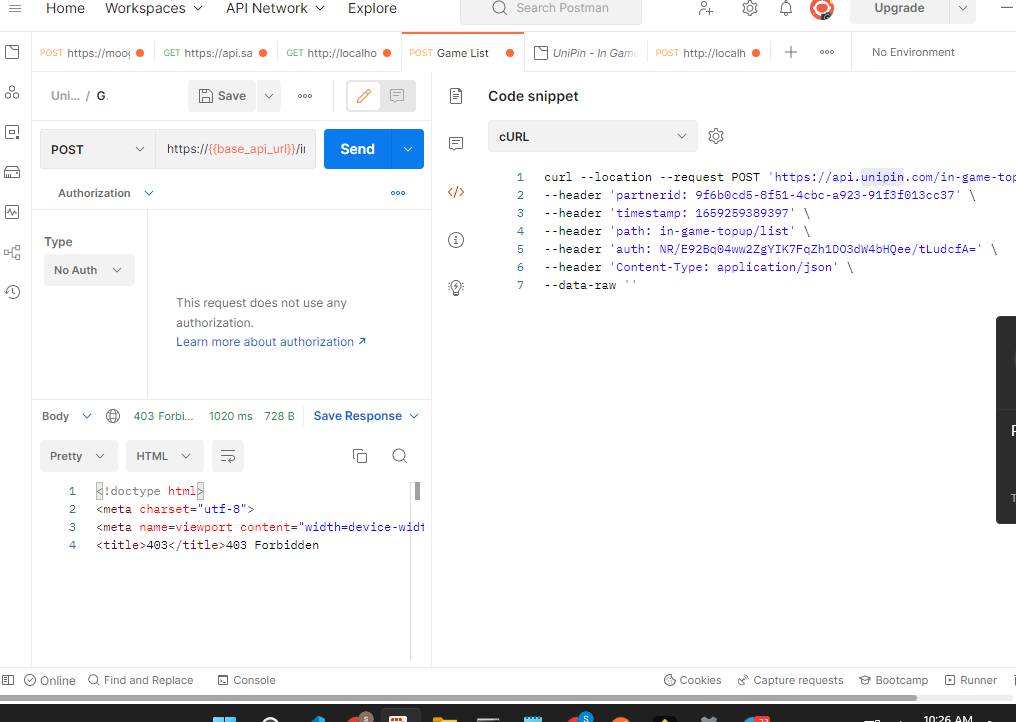 Home Workspaces API Network Explore Search Postman Upgrade
POST https://moo GET https://api.sa GET http://localho POST Game List UniPin - In Game POST http://localh No Environment
Uni... / G. Save
POST https://{{base_api_url}}/i Send
Authorization
Type
No Auth
This request does not use any
authorization.
Learn more about authorization
Body 403 Forbi... 1020 ms 728 B Save Response
Pretty HTML
1 <!doctype html>
2 <meta charset="utf-8">
3 <meta name=viewport content="width=device-widt
4 <title>403</title>403 Forbidden
Code snippet
cURL
1 curl --location --request POST 'https://api.unipin.com/in-game-top
2 --header 'partnerid: 9f6b0cd5-8f51-4cbc-a923-91f3f013cc37' \
3 --header 'timestamp: 1659259389397' \
4 --header 'path: in-game-topup/list' \
5 --header 'auth: NR/E92Bq04ww2ZgYIK7FqZh1DO3dW4bHQee/tLudcfA=' \
6 --header 'Content-Type: application/json' \
7 --data-raw ''
Online Find and Replace Console Cookies Capture requests Bootcamp Runner
10:26 AM